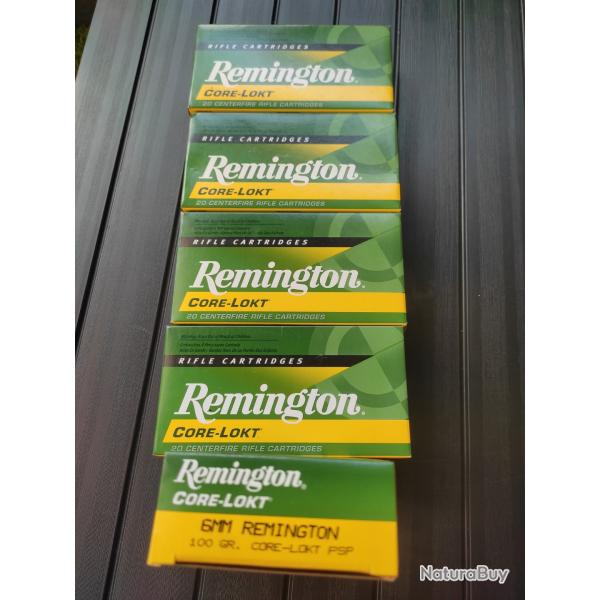 RIFLE CARTRIDGES
Remington
CORE-LOKT
20 CENTERFIRE RIFLE CARTRIDGES
RIFLE CARTRIDGES
Remington
CORE-LOKT
20 CENTERFIRE RIFLE CARTRIDGES
RIFLE CARTRIDGES
Remington
CORE-LOKT
20 CENTERFIRE RIFLE CARTRIDGES
RIFLE CARTRIDGES
Remington
CORE-LOKT
20 CENTERFIRE RIFLE CARTRIDGES
Remington
CORE-LOKT
6MM REMINGTON
100 GR. CORE-LOKT PSP
NaturaBuy